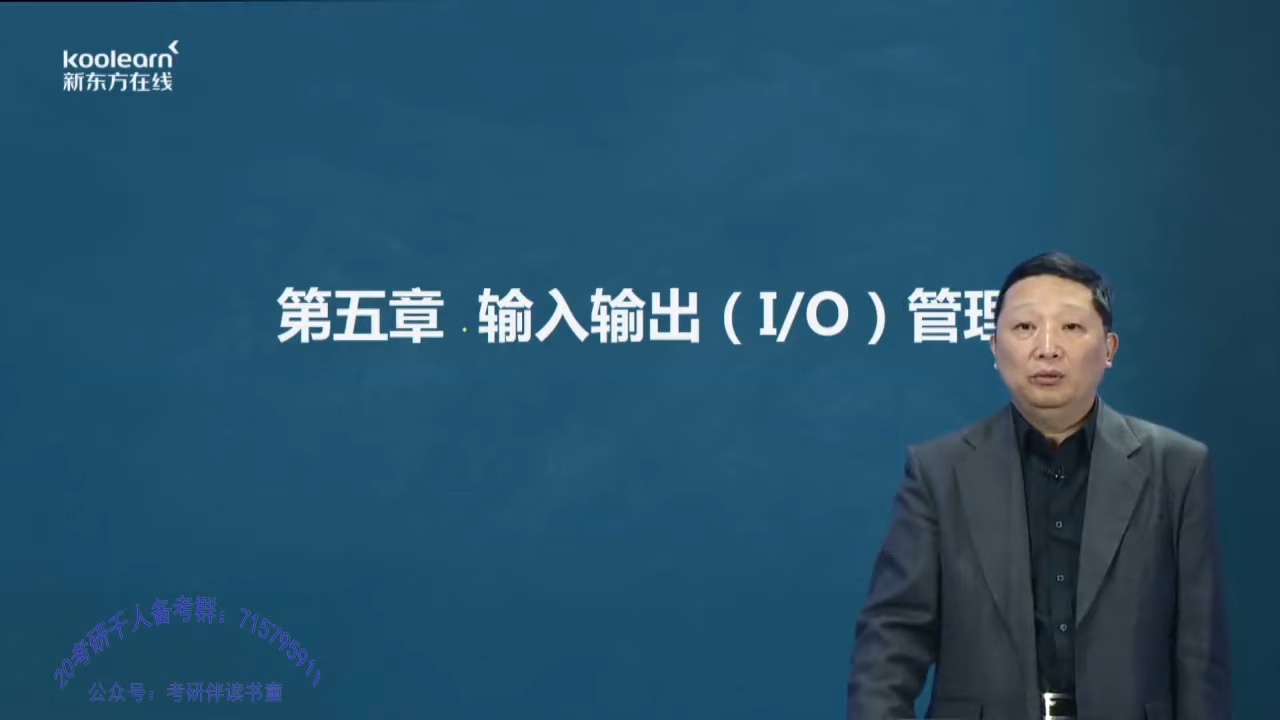 koolearn
新东方在线
第五章 输入输出（I/O）管理
20考研千人备考群：715795911
公众号：考研伴读书童